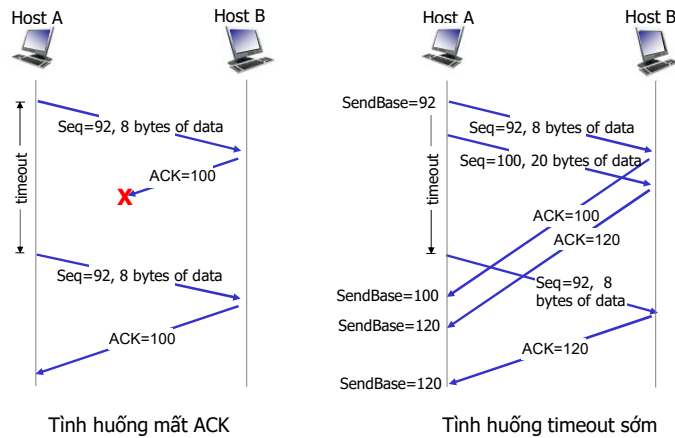 Host A
Host B
Seq=92, 8 bytes of data
ACK=100
X
timeout
Seq=92, 8 bytes of data
ACK=100
Tình huống mất ACK
Host A
Host B
SendBase=92
Seq=92, 8 bytes of data
Seq=100, 20 bytes of data
timeout
ACK=100
ACK=120
Seq=92, 8
bytes of data
SendBase=100
SendBase=120
ACK=120
SendBase=120
Tình huống timeout sớm